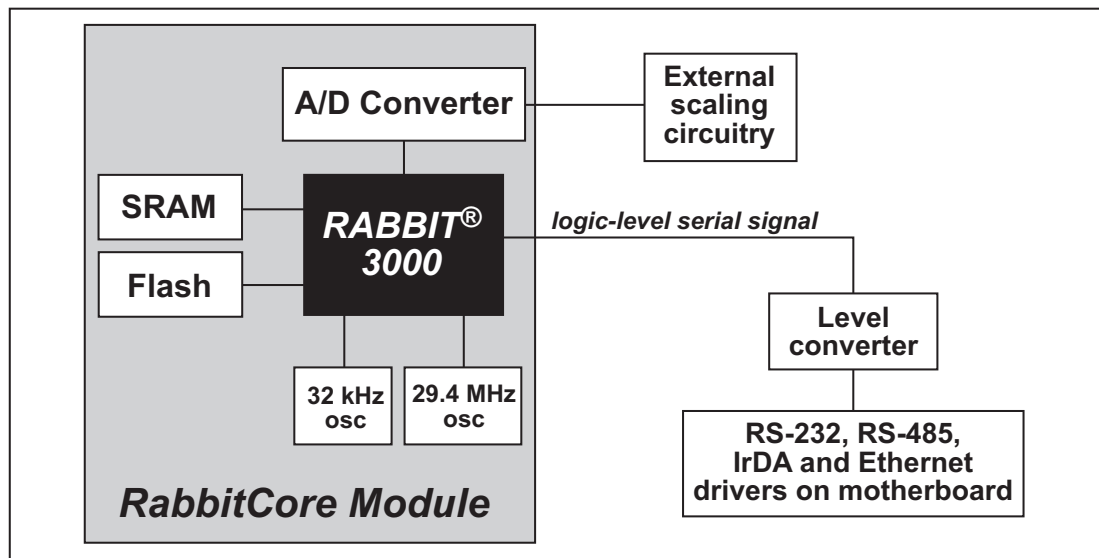 A/D Converter
External
scaling
circuitry
SRAM
RABBIT®
3000
logic-level serial signal
Flash
Level
converter
32 kHz
osc
29.4 MHz
osc
RS-232, RS-485,
IrDA and Ethernet
drivers on motherboard
RabbitCore Module